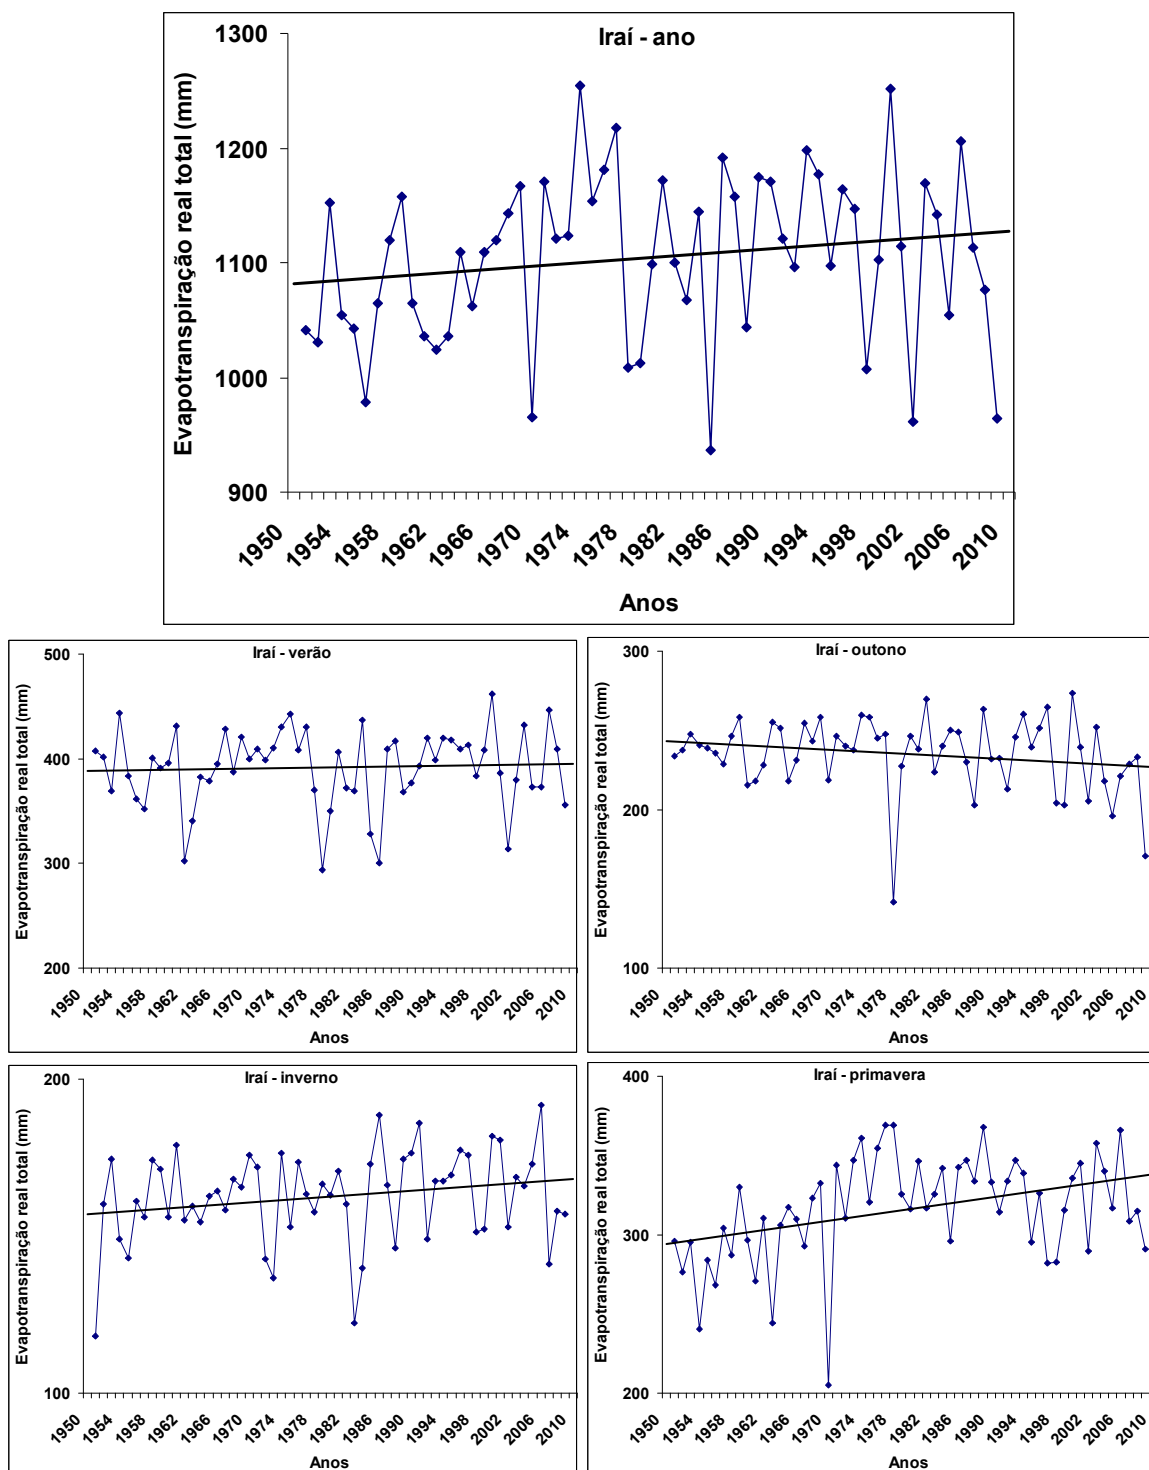 Iraí - ano
Evapotranspiração real total (mm)
1300
1200
1100
1000
900
1950 1954 1958 1962 1966 1970 1974 1978 1982 1986 1990 1994 1998 2002 2006 2010
Anos
Iraí - verão
Evapotranspiração real total (mm)
500
400
300
200
1950 1954 1958 1962 1966 1970 1974 1978 1982 1986 1990 1994 1998 2002 2006 2010
Anos
Iraí - outono
Evapotranspiração real total (mm)
300
200
100
1950 1954 1958 1962 1966 1970 1974 1978 1982 1986 1990 1994 1998 2002 2006 2010
Anos
Iraí - inverno
Evapotranspiração real total (mm)
200
100
1950 1954 1958 1962 1966 1970 1974 1978 1982 1986 1990 1994 1998 2002 2006 2010
Anos
Iraí - primavera
Evapotranspiração real total (mm)
400
300
200
1950 1954 1958 1962 1966 1970 1974 1978 1982 1986 1990 1994 1998 2002 2006 2010
Anos